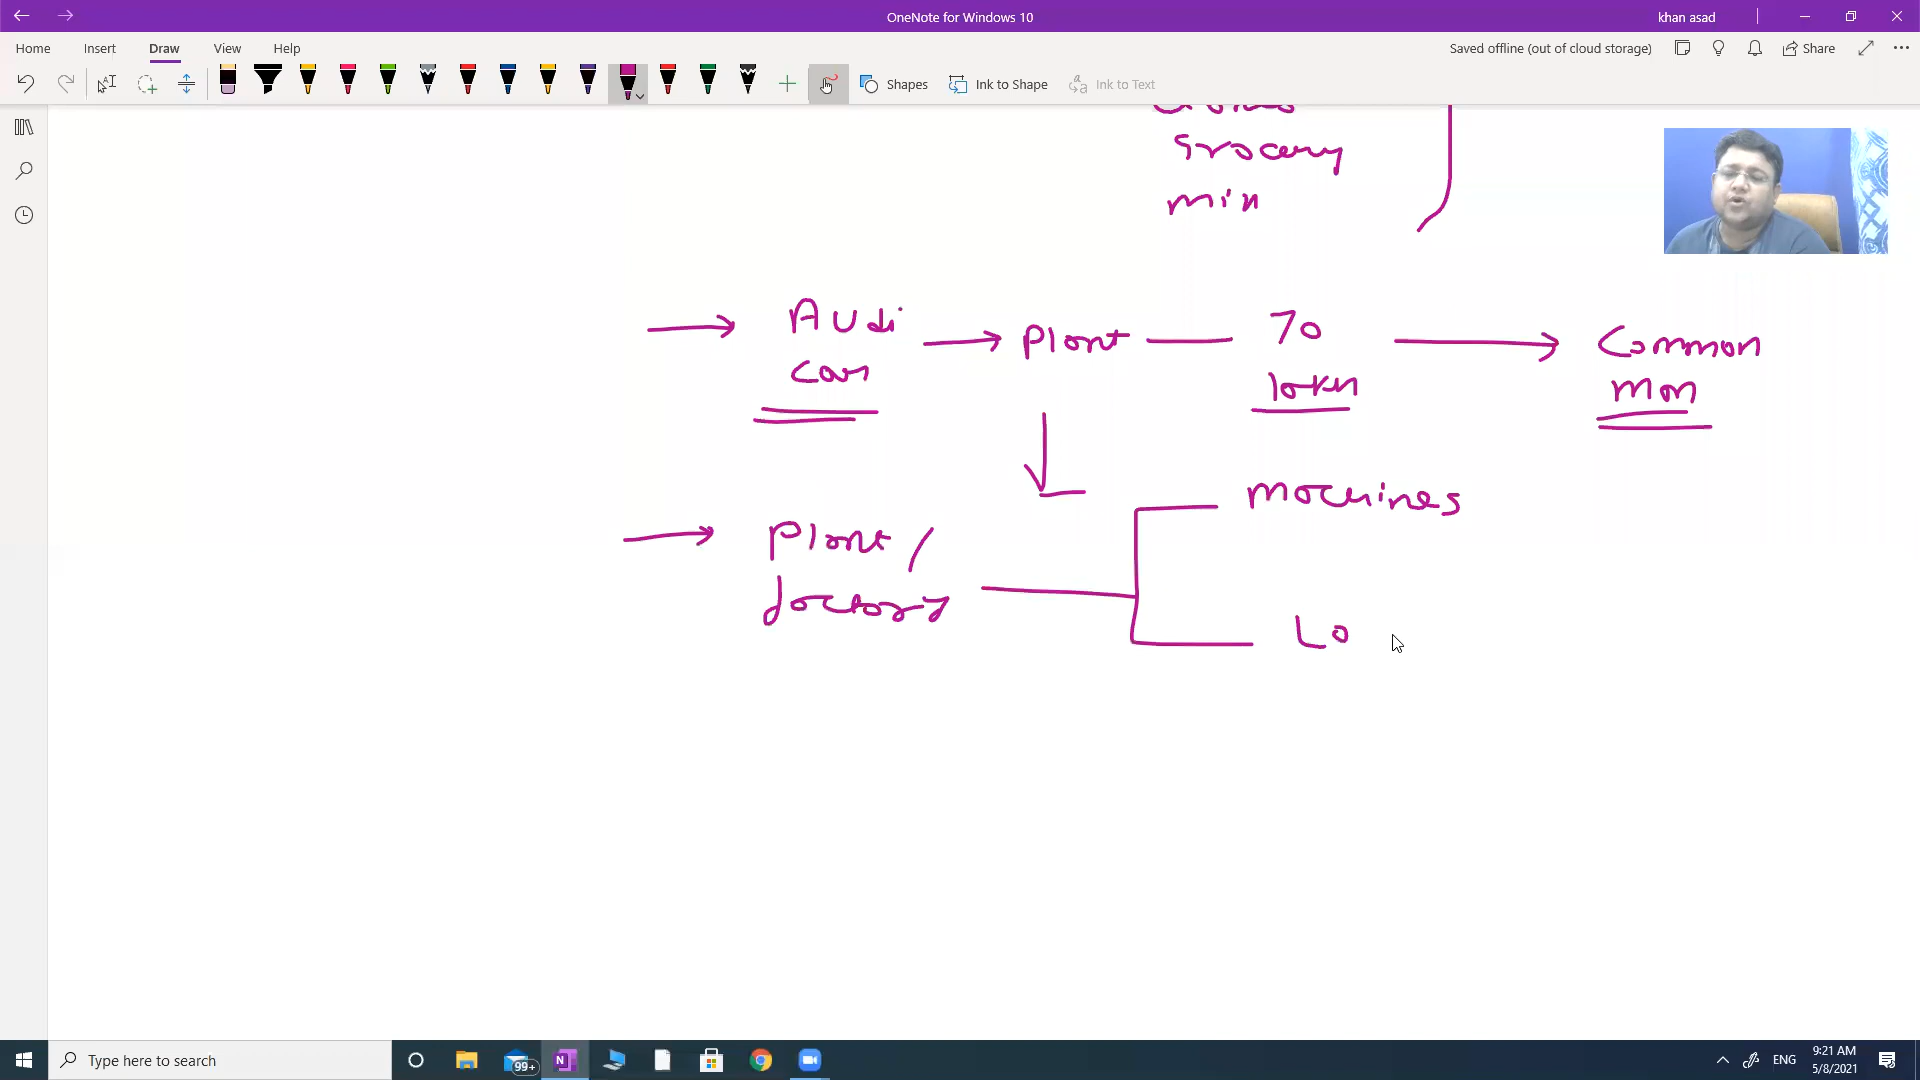 OneNote for Windows 10
khan asad
Home Insert Draw View Help
Saved offline (out of cloud storage)
Share
Shapes
Ink to Shape
Ink to Text
Grocery
min
Audi
Car
Plant
70
lakh
Common
man
machines
Plant /
factory
Lo
Type here to search
99+
ENG
9:21 AM
5/8/2021